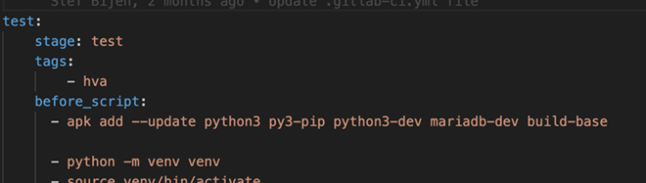 Stef Bijen, 2 months ago • Update .gitlab-ci.yml file
test:
stage: test
tags:
- hva
before_script:
- apk add --update python3 py3-pip python3-dev mariadb-dev build-base
- python -m venv venv
- source venv/bin/activate